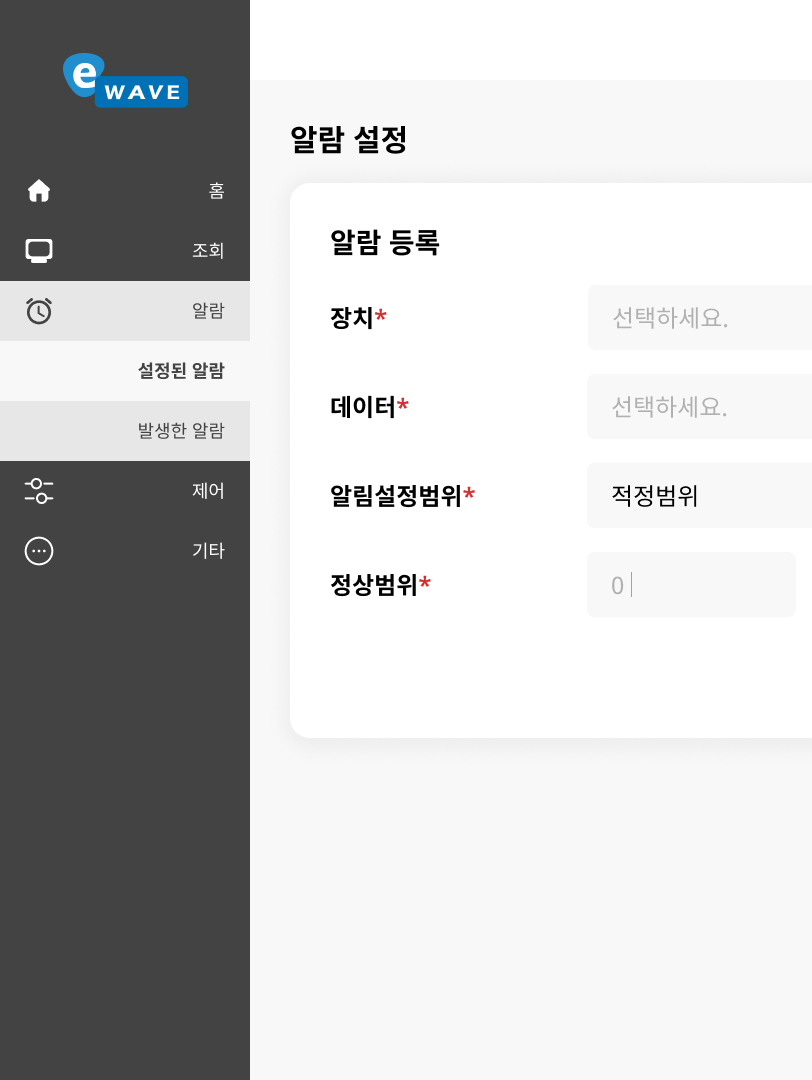 e WAVE
홈
조회
알람
설정된 알람
발생한 알람
제어
기타
알람 설정
알람 등록
장치*
선택하세요.
데이터*
선택하세요.
알림설정범위*
적정범위
정상범위*
0